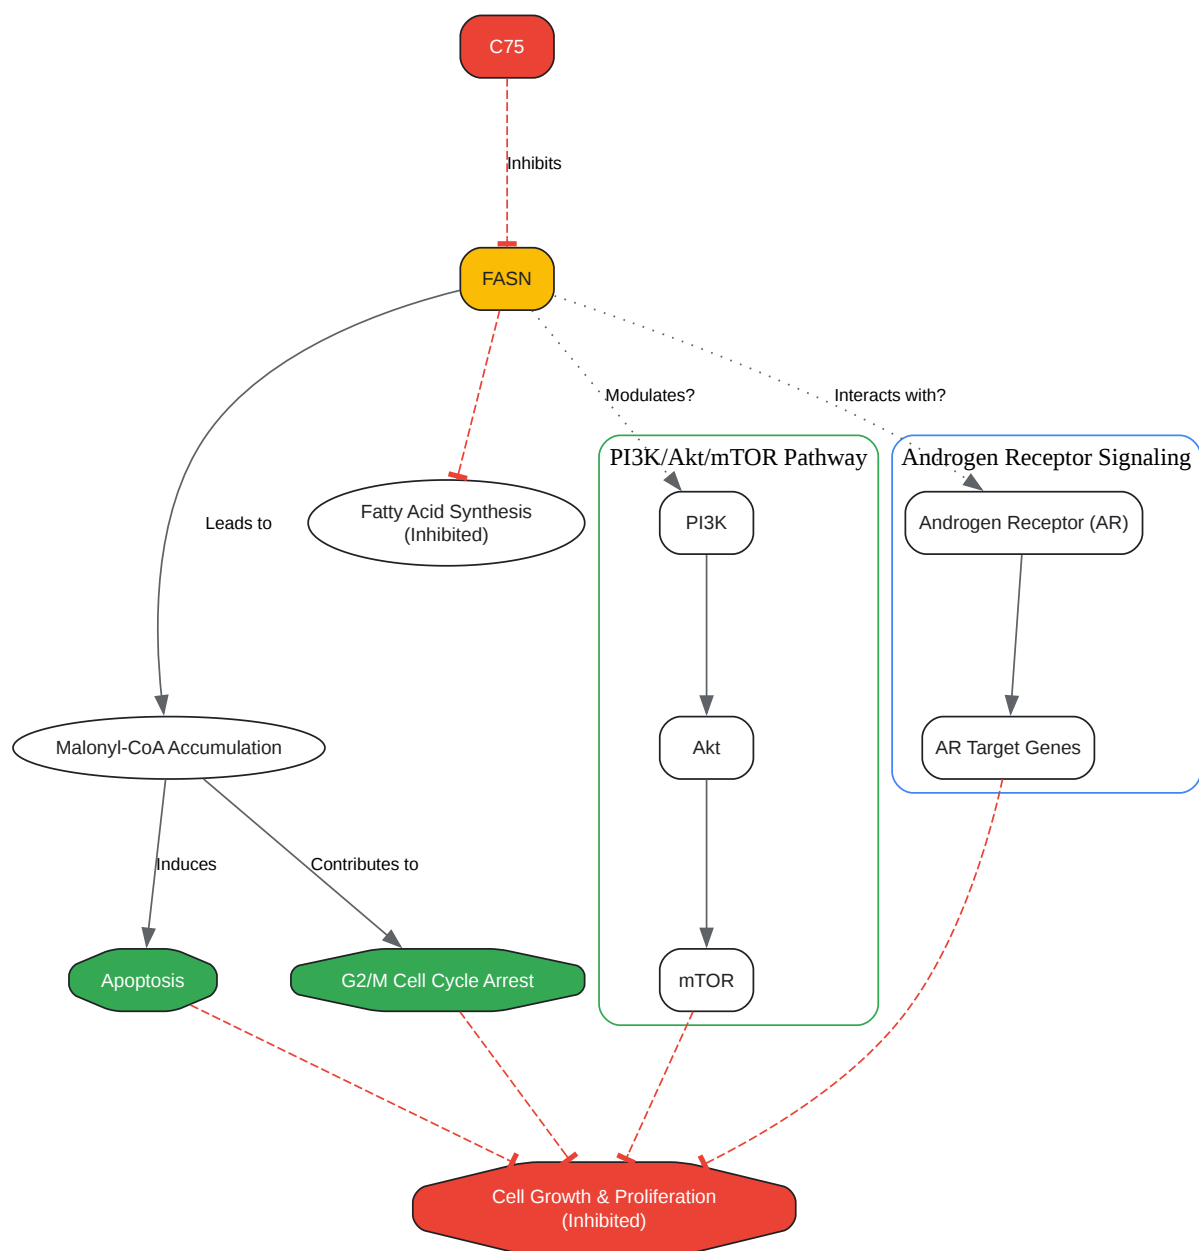 C75
Inhibits
FASN
Modulates?
Interacts with?
PI3K/Akt/mTOR Pathway
Androgen Receptor Signaling
Leads to
Fatty Acid Synthesis
(Inhibited)
PI3K
Androgen Receptor (AR)
Malonyl-CoA Accumulation
Akt
AR Target Genes
Induces
Contributes to
Apoptosis
G2/M Cell Cycle Arrest
mTOR
Cell Growth & Proliferation
(Inhibited)